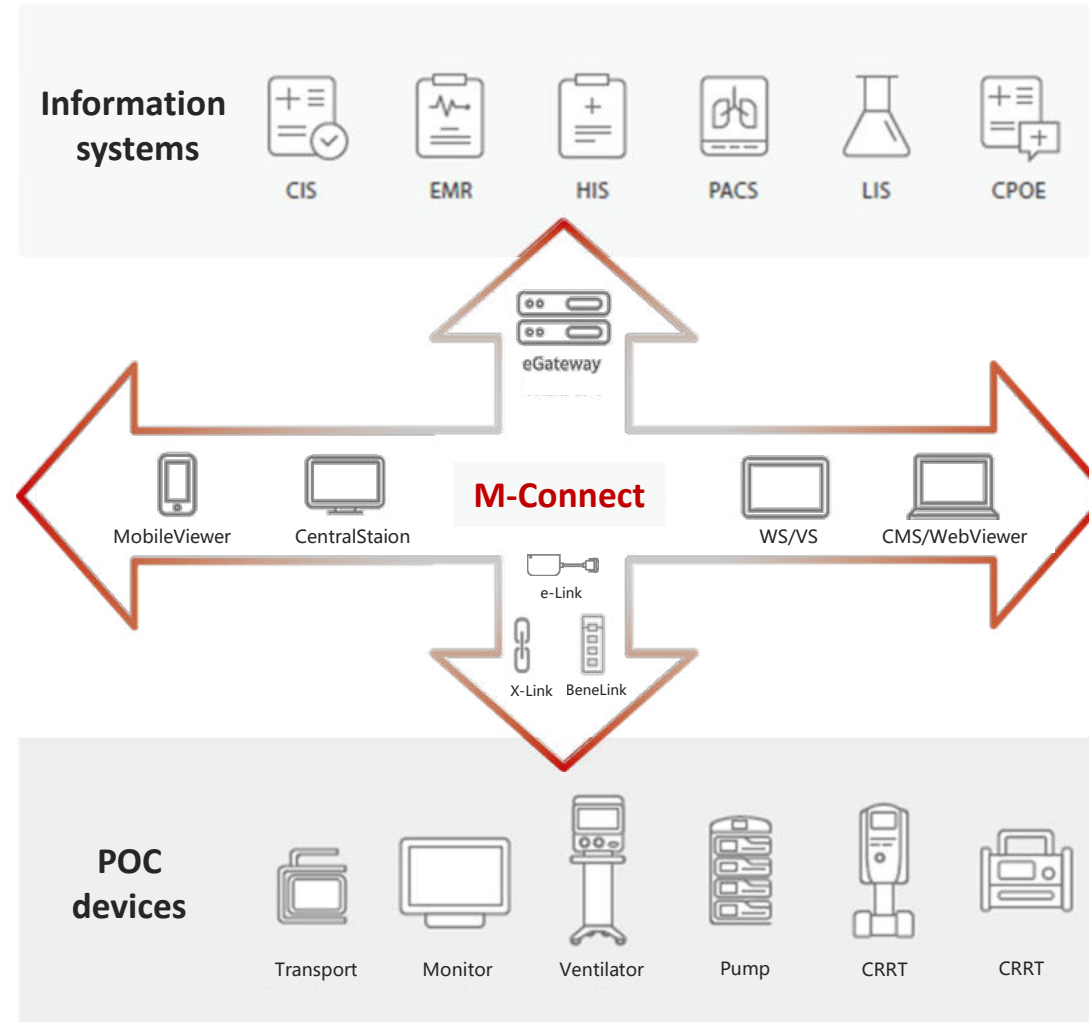 Information
systems
CIS
EMR
HIS
PACS
LIS
CPOE
eGateway
M-Connect
MobileViewer
CentralStaion
WS/VS
CMS/WebViewer
e-Link
X-Link
BeneLink
POC
devices
Transport
Monitor
Ventilator
Pump
CRRT
CRRT